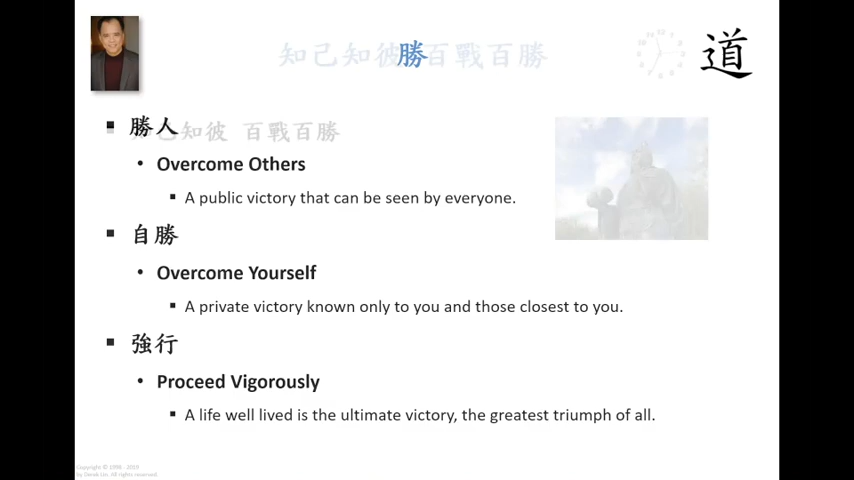 知己知彼 百戰百勝
勝
道
勝人
知己知彼 百戰百勝
Overcome Others
A public victory that can be seen by everyone.
自勝
Overcome Yourself
A private victory known only to you and those closest to you.
強行
Proceed Vigorously
A life well lived is the ultimate victory, the greatest triumph of all.
Copyright © 1998 - 2019
by Derek Lin. All rights reserved.